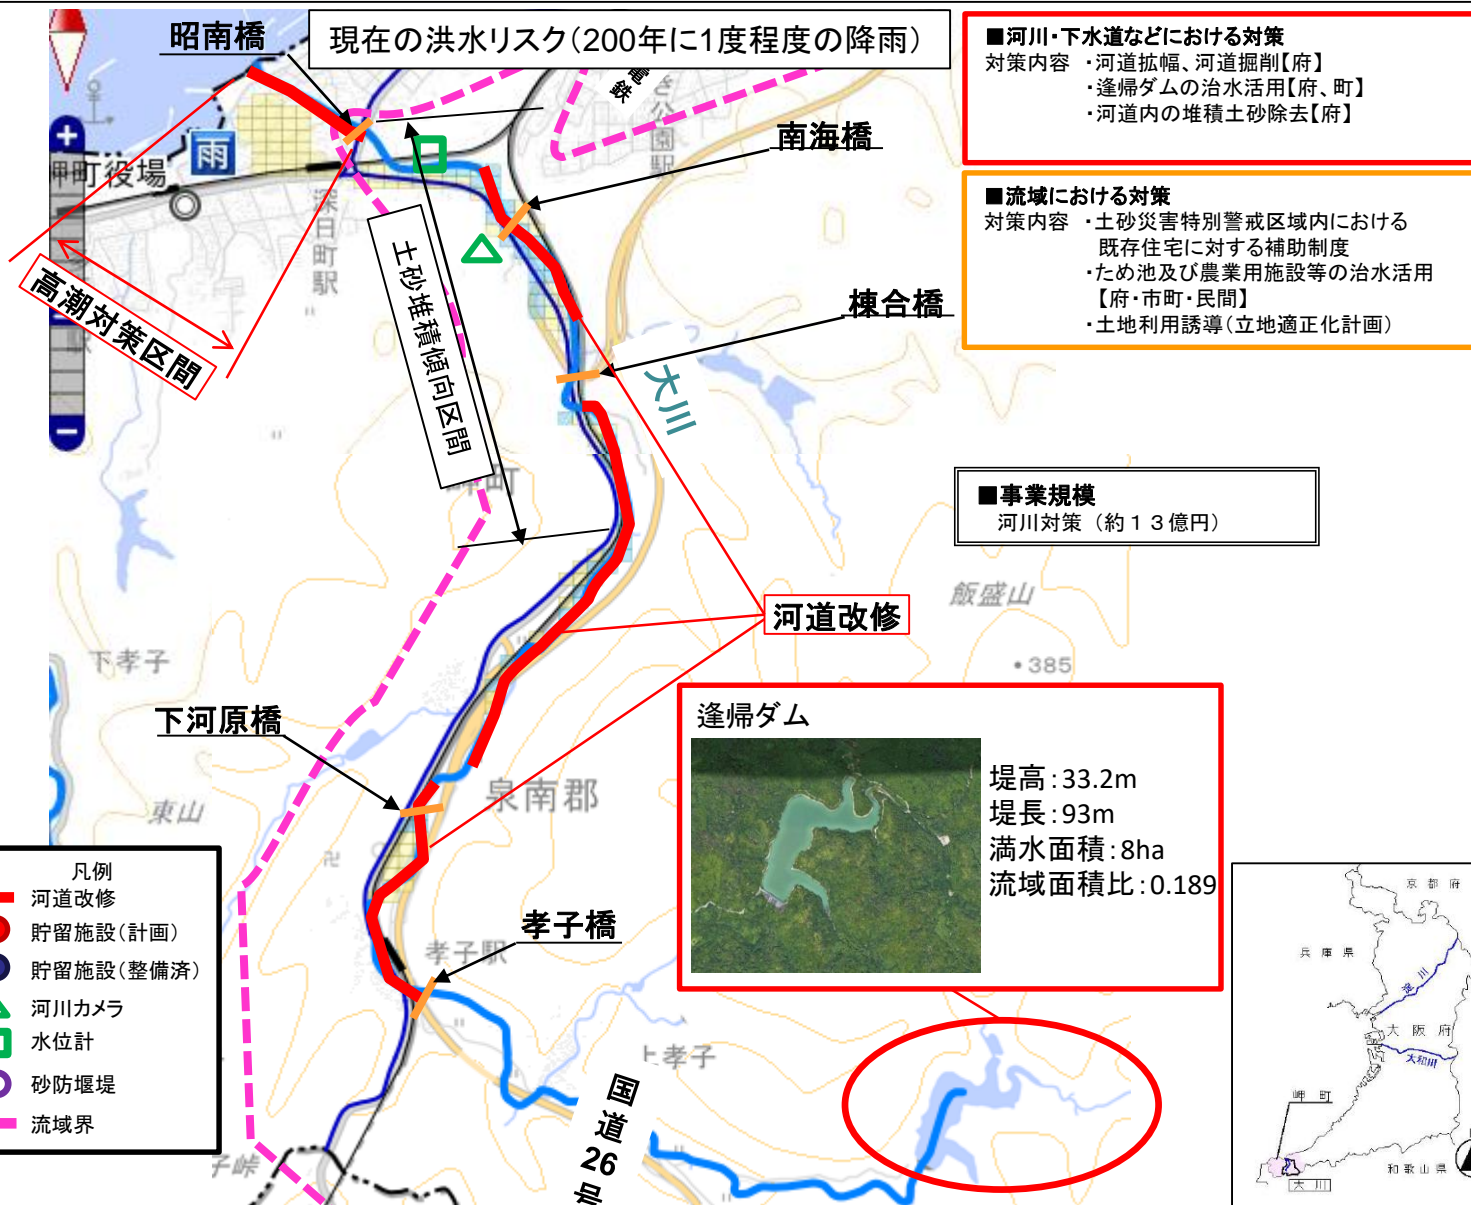 現在の洪水リスク(200年に1度程度の降雨)
■河川・下水道などにおける対策
対策内容 ・河道拡幅、河道掘削【府】
・逢帰ダムの治水活用【府、町】
・河道内の堆積土砂除去【府】
■流域における対策
対策内容 ・土砂災害特別警戒区域内における
既存住宅に対する補助制度
・ため池及び農業用施設等の治水活用
【府・市町・民間】
・土地利用誘導(立地適正化計画)
■事業規模
河川対策 (約13億円)
昭南橋
南海橋
棟合橋
下河原橋
孝子橋
雨
岬町役場
深日町駅
電鉄
き公園駅
高潮対策区間
土砂堆積傾向区間
大川
岬町
河道改修
飯盛山
・385
下孝子
東山
泉南郡
孝子駅
上孝子
子峠
国道26号
逢帰ダム
堤高:33.2m
堤長:93m
満水面積:8ha
流域面積比:0.189
凡例
河道改修
貯留施設(計画)
貯留施設(整備済)
河川カメラ
水位計
砂防堰堤
流域界
京都府
兵庫県
淀川
大阪府
大和川
岬町
和歌山県
大川